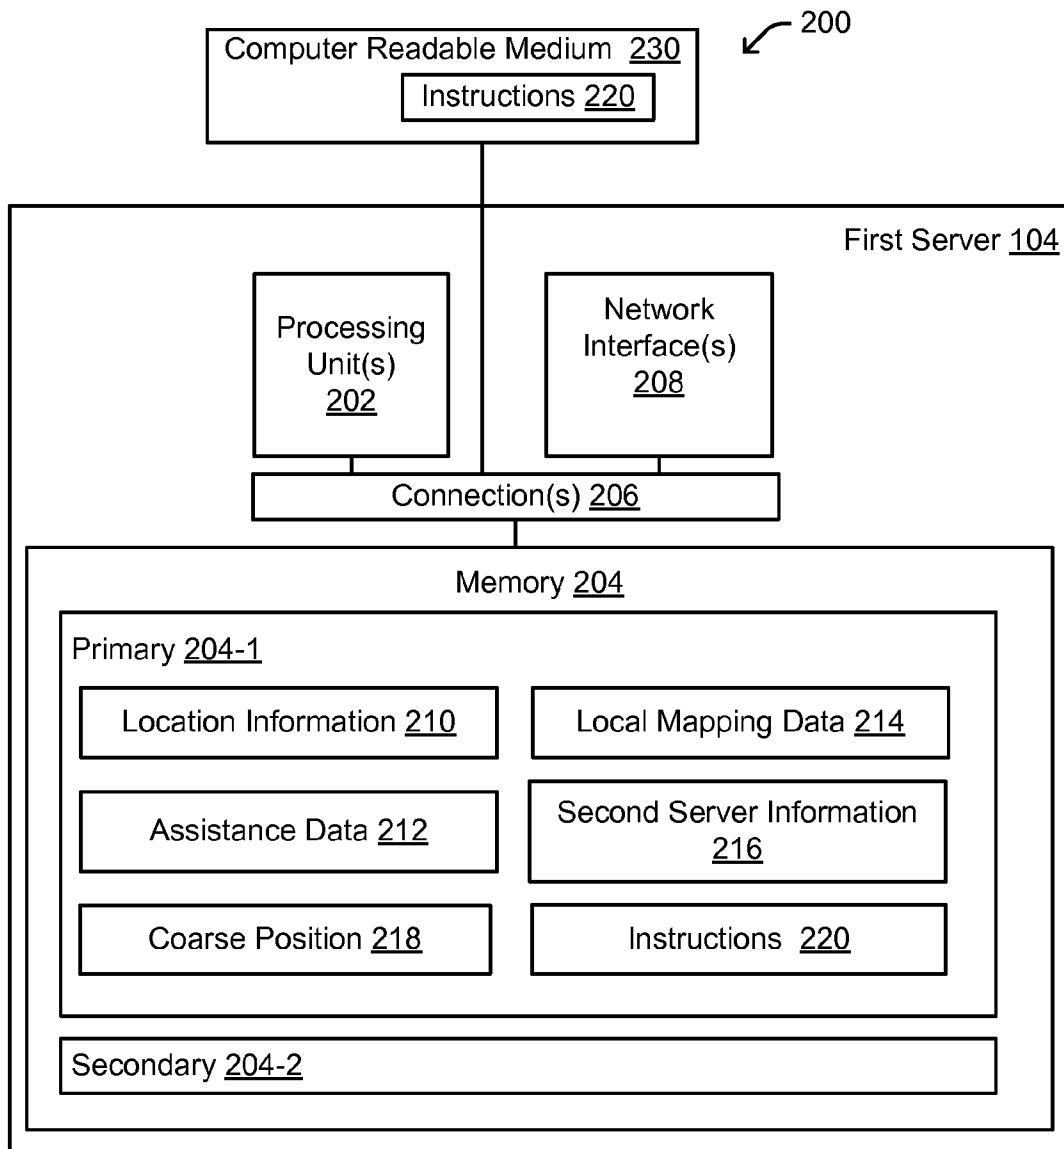 200
Computer Readable Medium 230
Instructions 220
First Server 104
Processing
Unit(s)
202
Network
Interface(s)
208
Connection(s) 206
Memory 204
Primary 204-1
Location Information 210
Local Mapping Data 214
Assistance Data 212
Second Server Information
216
Coarse Position 218
Instructions 220
Secondary 204-2